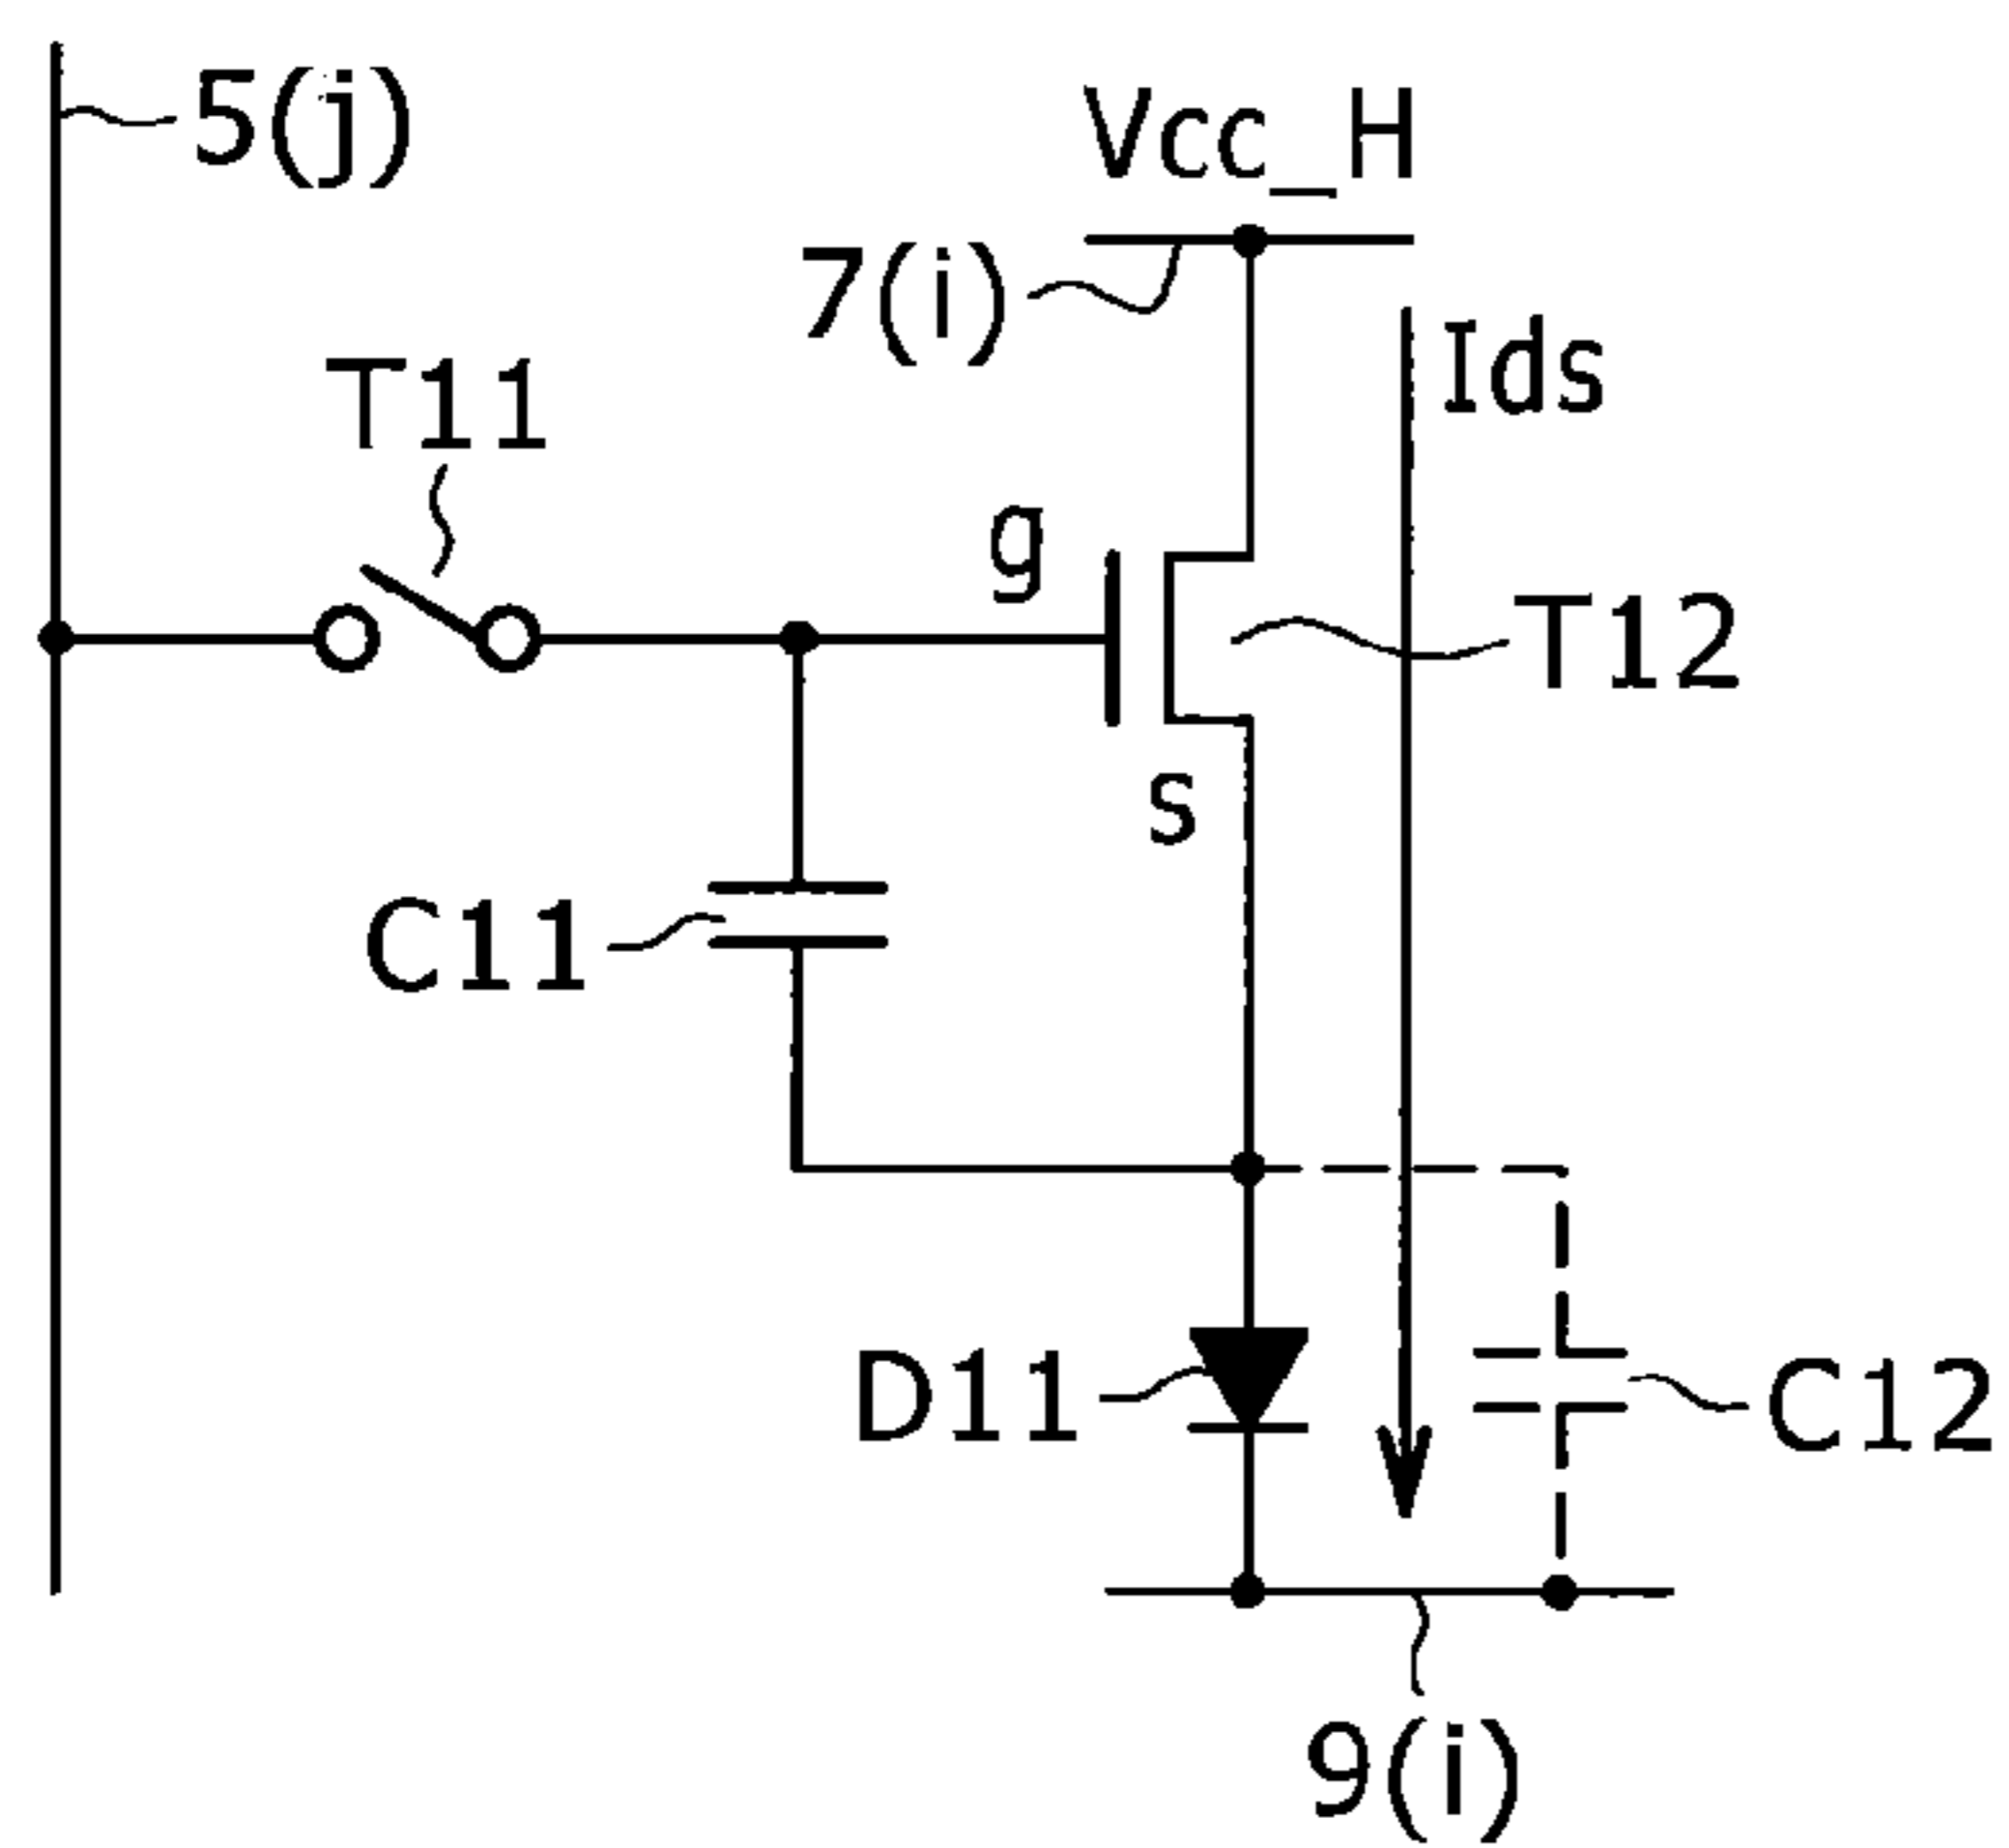 5(j)
Vcc_H
7(i)
Ids
T11
g
T12
s
C11
D11
C12
9(i)